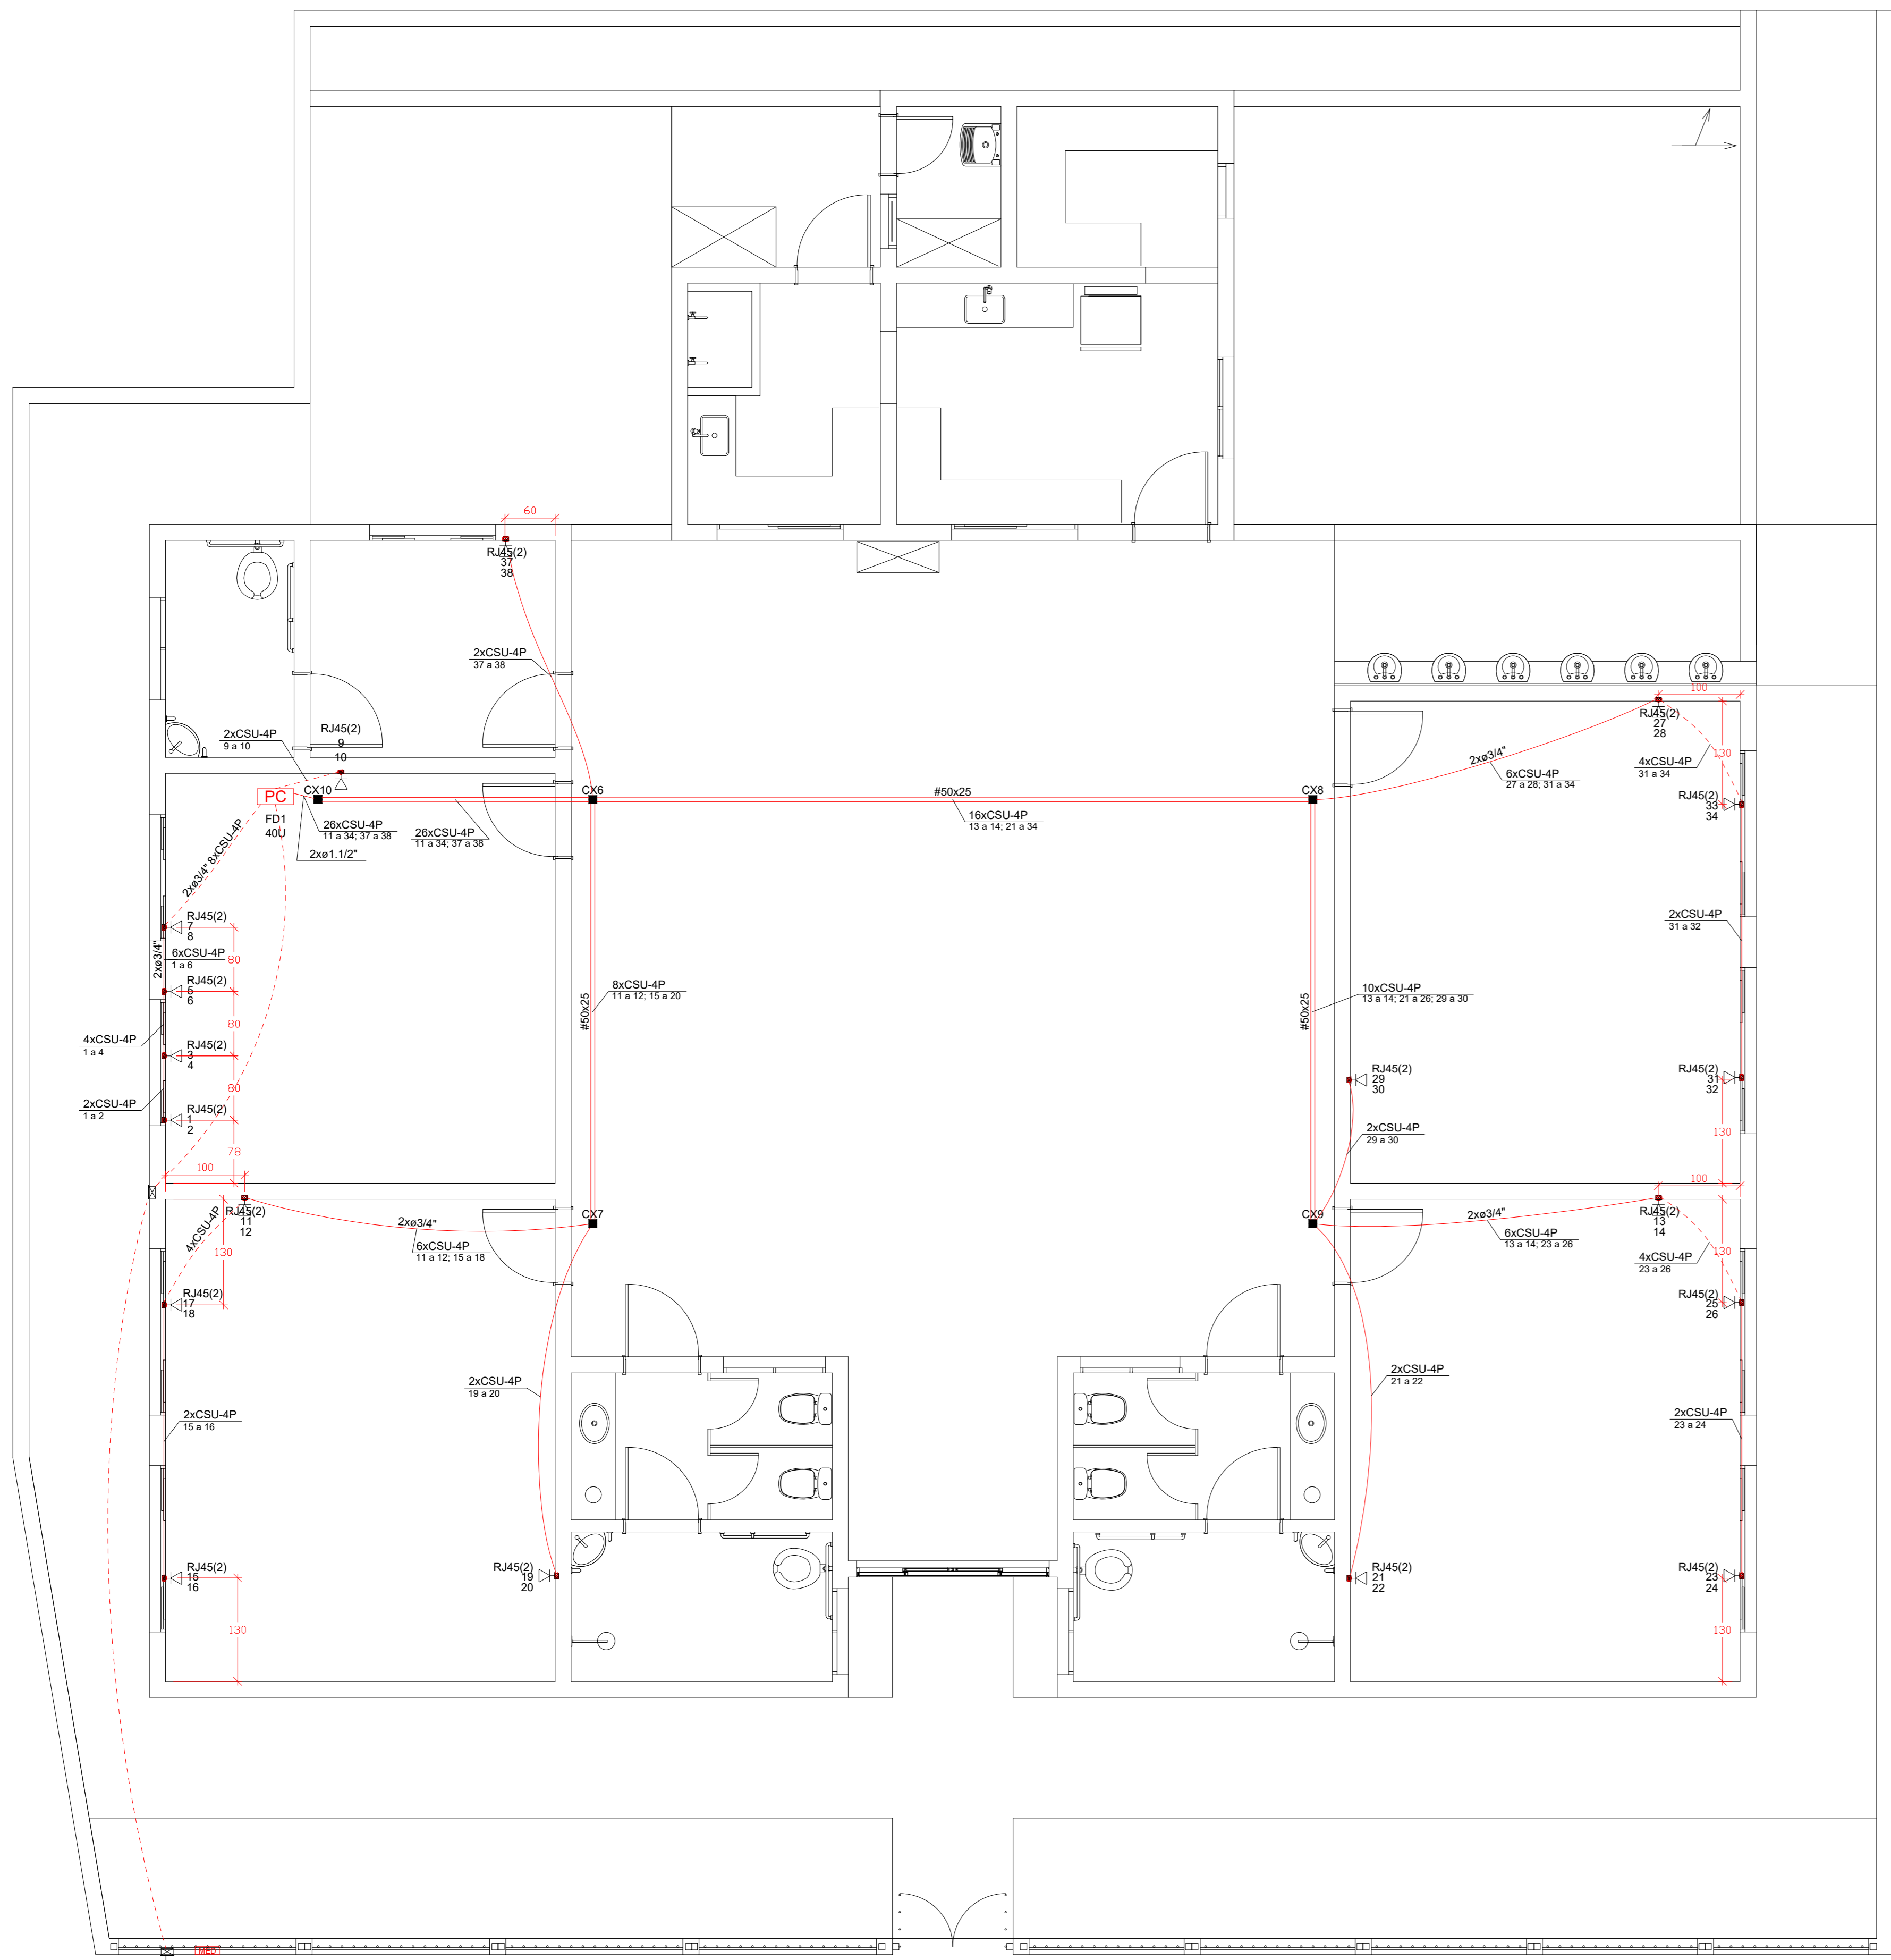 60
RJ45(2)
37
38
2xCSU-4P
37 a 38
100
RJ45(2)
27
28
130
2xø3/4"
6xCSU-4P
27 a 28; 31 a 34
4xCSU-4P
31 a 34
RJ45(2)
33
34
2xCSU-4P
9 a 10
RJ45(2)
9
10
PC
FD1
40U
CX10
CX6
CX8
#50x25
16xCSU-4P
13 a 14; 21 a 34
26xCSU-4P
11 a 34; 37 a 38
26xCSU-4P
11 a 34; 37 a 38
2xø1.1/2"
2xø3/4" 8xCSU-4P
RJ45(2)
7
8
2xø3/4"
6xCSU-4P
1 a 6
80
RJ45(2)
5
6
80
4xCSU-4P
1 a 4
RJ45(2)
3
4
80
2xCSU-4P
1 a 2
RJ45(2)
1
2
78
#50x25
8xCSU-4P
11 a 12; 15 a 20
#50x25
10xCSU-4P
13 a 14; 21 a 26; 29 a 30
2xCSU-4P
31 a 32
RJ45(2)
29
30
RJ45(2)
31
32
2xCSU-4P
29 a 30
130
100
RJ45(2)
11
12
4xCSU-4P
130
2xø3/4"
6xCSU-4P
11 a 12; 15 a 18
CX7
CX9
2xø3/4"
6xCSU-4P
13 a 14; 23 a 26
100
RJ45(2)
13
14
130
4xCSU-4P
23 a 26
RJ45(2)
17
18
RJ45(2)
25
26
2xCSU-4P
19 a 20
2xCSU-4P
21 a 22
2xCSU-4P
15 a 16
2xCSU-4P
23 a 24
RJ45(2)
15
16
RJ45(2)
19
20
RJ45(2)
21
22
RJ45(2)
23
24
130
130
MED